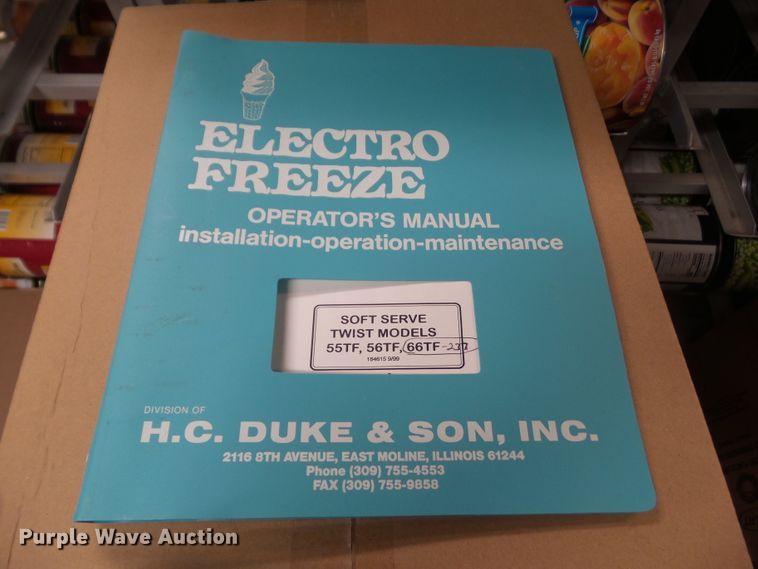 ELECTRO
FREEZE
OPERATOR'S MANUAL
installation-operation-maintenance
SOFT SERVE
TWIST MODELS
55TF, 56TF, 66TF-237
184615 9/99
DIVISION OF
H.C. DUKE & SON, INC.
2116 8TH AVENUE, EAST MOLINE, ILLINOIS 61244
Phone (309) 755-4553
FAX (309) 755-9858
Purple Wave Auction